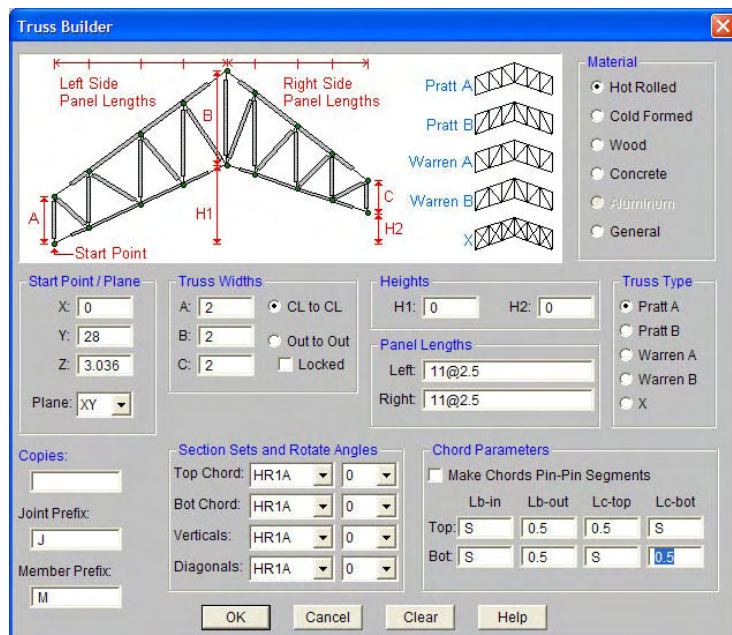 Truss Builder
Left Side
Panel Lengths
Right Side
Panel Lengths
B
A
H1
C
H2
Start Point
Pratt A
Pratt B
Warren A
Warren B
X
Material
Hot Rolled
Cold Formed
Wood
Concrete
Aluminum
General
Start Point / Plane
X: 0
Y: 28
Z: 3.036
Plane: XY
Truss Widths
A: 2
B: 2
C: 2
CL to CL
Out to Out
Locked
Heights
H1: 0 H2: 0
Panel Lengths
Left: 11@2.5
Right: 11@2.5
Truss Type
Pratt A
Pratt B
Warren A
Warren B
X
Copies:
Joint Prefix:
J
Member Prefix:
M
Section Sets and Rotate Angles
Top Chord: HR1A 0
Bot Chord: HR1A 0
Verticals: HR1A 0
Diagonals: HR1A 0
Chord Parameters
Make Chords Pin-Pin Segments
Lb-in Lb-out Lc-top Lc-bot
Top: S 0.5 0.5 S
Bot: S 0.5 S 0.5
OK Cancel Clear Help